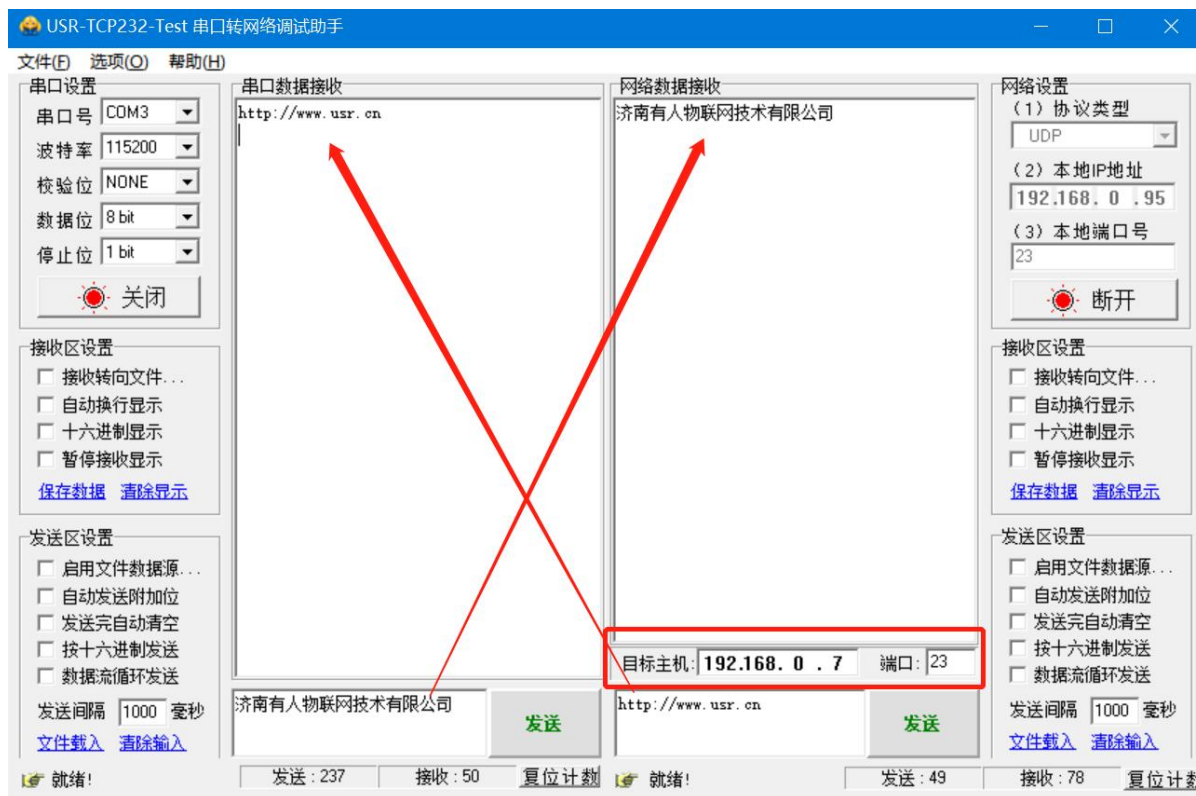 USR-TCP232-Test 串口转网络调试助手
文件(F) 选项(O) 帮助(H)
串口设置
串口号 COM3
波特率 115200
校验位 NONE
数据位 8 bit
停止位 1 bit
关闭
接收区设置
接收转向文件...
自动换行显示
十六进制显示
暂停接收显示
保存数据 清除显示
发送区设置
启用文件数据源...
自动发送附加位
发送完自动清空
按十六进制发送
数据流循环发送
发送间隔 1000 毫秒
文件载入 清除输入
串口数据接收
http://www.usr.cn
济南有人物联网技术有限公司
发送
网络数据接收
济南有人物联网技术有限公司
目标主机: 192.168. 0 . 7 端口: 23
http://www.usr.cn
发送
网络设置
(1) 协议类型
UDP
(2) 本地IP地址
192.168. 0 .95
(3) 本地端口号
23
断开
接收区设置
接收转向文件...
自动换行显示
十六进制显示
暂停接收显示
保存数据 清除显示
发送区设置
启用文件数据源...
自动发送附加位
发送完自动清空
按十六进制发送
数据流循环发送
发送间隔 1000 毫秒
文件载入 清除输入
就绪! 发送:237 接收:50 复位计数
就绪! 发送:49 接收:78 复位计数